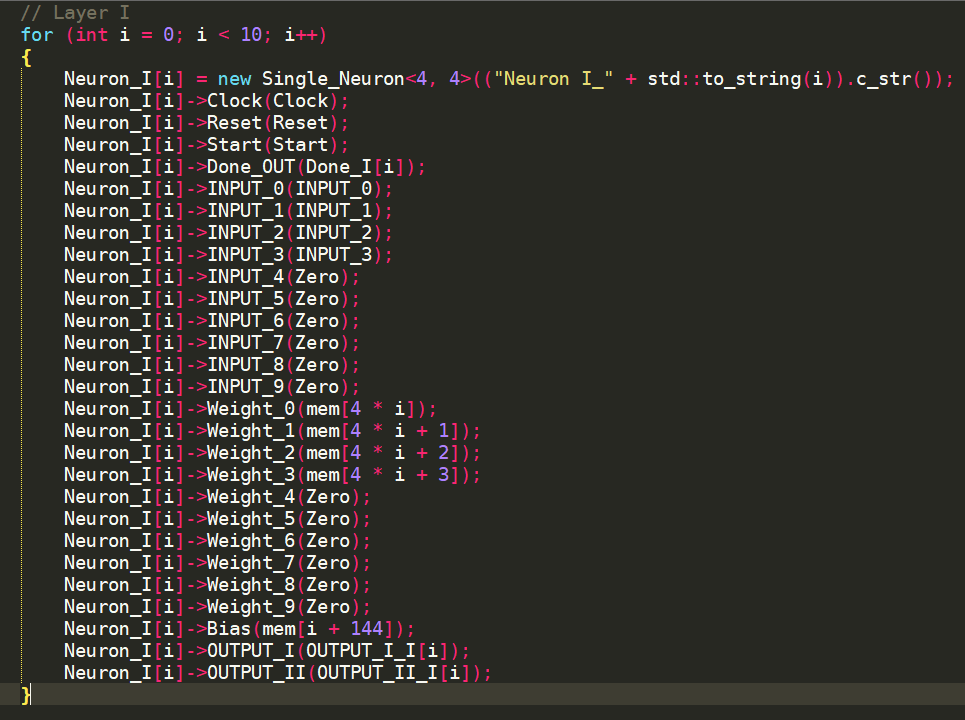 // Layer I
for (int i = 0; i < 10; i++)
{
    Neuron_I[i] = new Single_Neuron<4, 4>(("Neuron I_" + std::to_string(i)).c_str());
    Neuron_I[i]->Clock(Clock);
    Neuron_I[i]->Reset(Reset);
    Neuron_I[i]->Start(Start);
    Neuron_I[i]->Done_OUT(Done_I[i]);
    Neuron_I[i]->INPUT_0(INPUT_0);
    Neuron_I[i]->INPUT_1(INPUT_1);
    Neuron_I[i]->INPUT_2(INPUT_2);
    Neuron_I[i]->INPUT_3(INPUT_3);
    Neuron_I[i]->INPUT_4(Zero);
    Neuron_I[i]->INPUT_5(Zero);
    Neuron_I[i]->INPUT_6(Zero);
    Neuron_I[i]->INPUT_7(Zero);
    Neuron_I[i]->INPUT_8(Zero);
    Neuron_I[i]->INPUT_9(Zero);
    Neuron_I[i]->Weight_0(mem[4 * i]);
    Neuron_I[i]->Weight_1(mem[4 * i + 1]);
    Neuron_I[i]->Weight_2(mem[4 * i + 2]);
    Neuron_I[i]->Weight_3(mem[4 * i + 3]);
    Neuron_I[i]->Weight_4(Zero);
    Neuron_I[i]->Weight_5(Zero);
    Neuron_I[i]->Weight_6(Zero);
    Neuron_I[i]->Weight_7(Zero);
    Neuron_I[i]->Weight_8(Zero);
    Neuron_I[i]->Weight_9(Zero);
    Neuron_I[i]->Bias(mem[i + 144]);
    Neuron_I[i]->OUTPUT_I(OUTPUT_I_I[i]);
    Neuron_I[i]->OUTPUT_II(OUTPUT_II_I[i]);
}